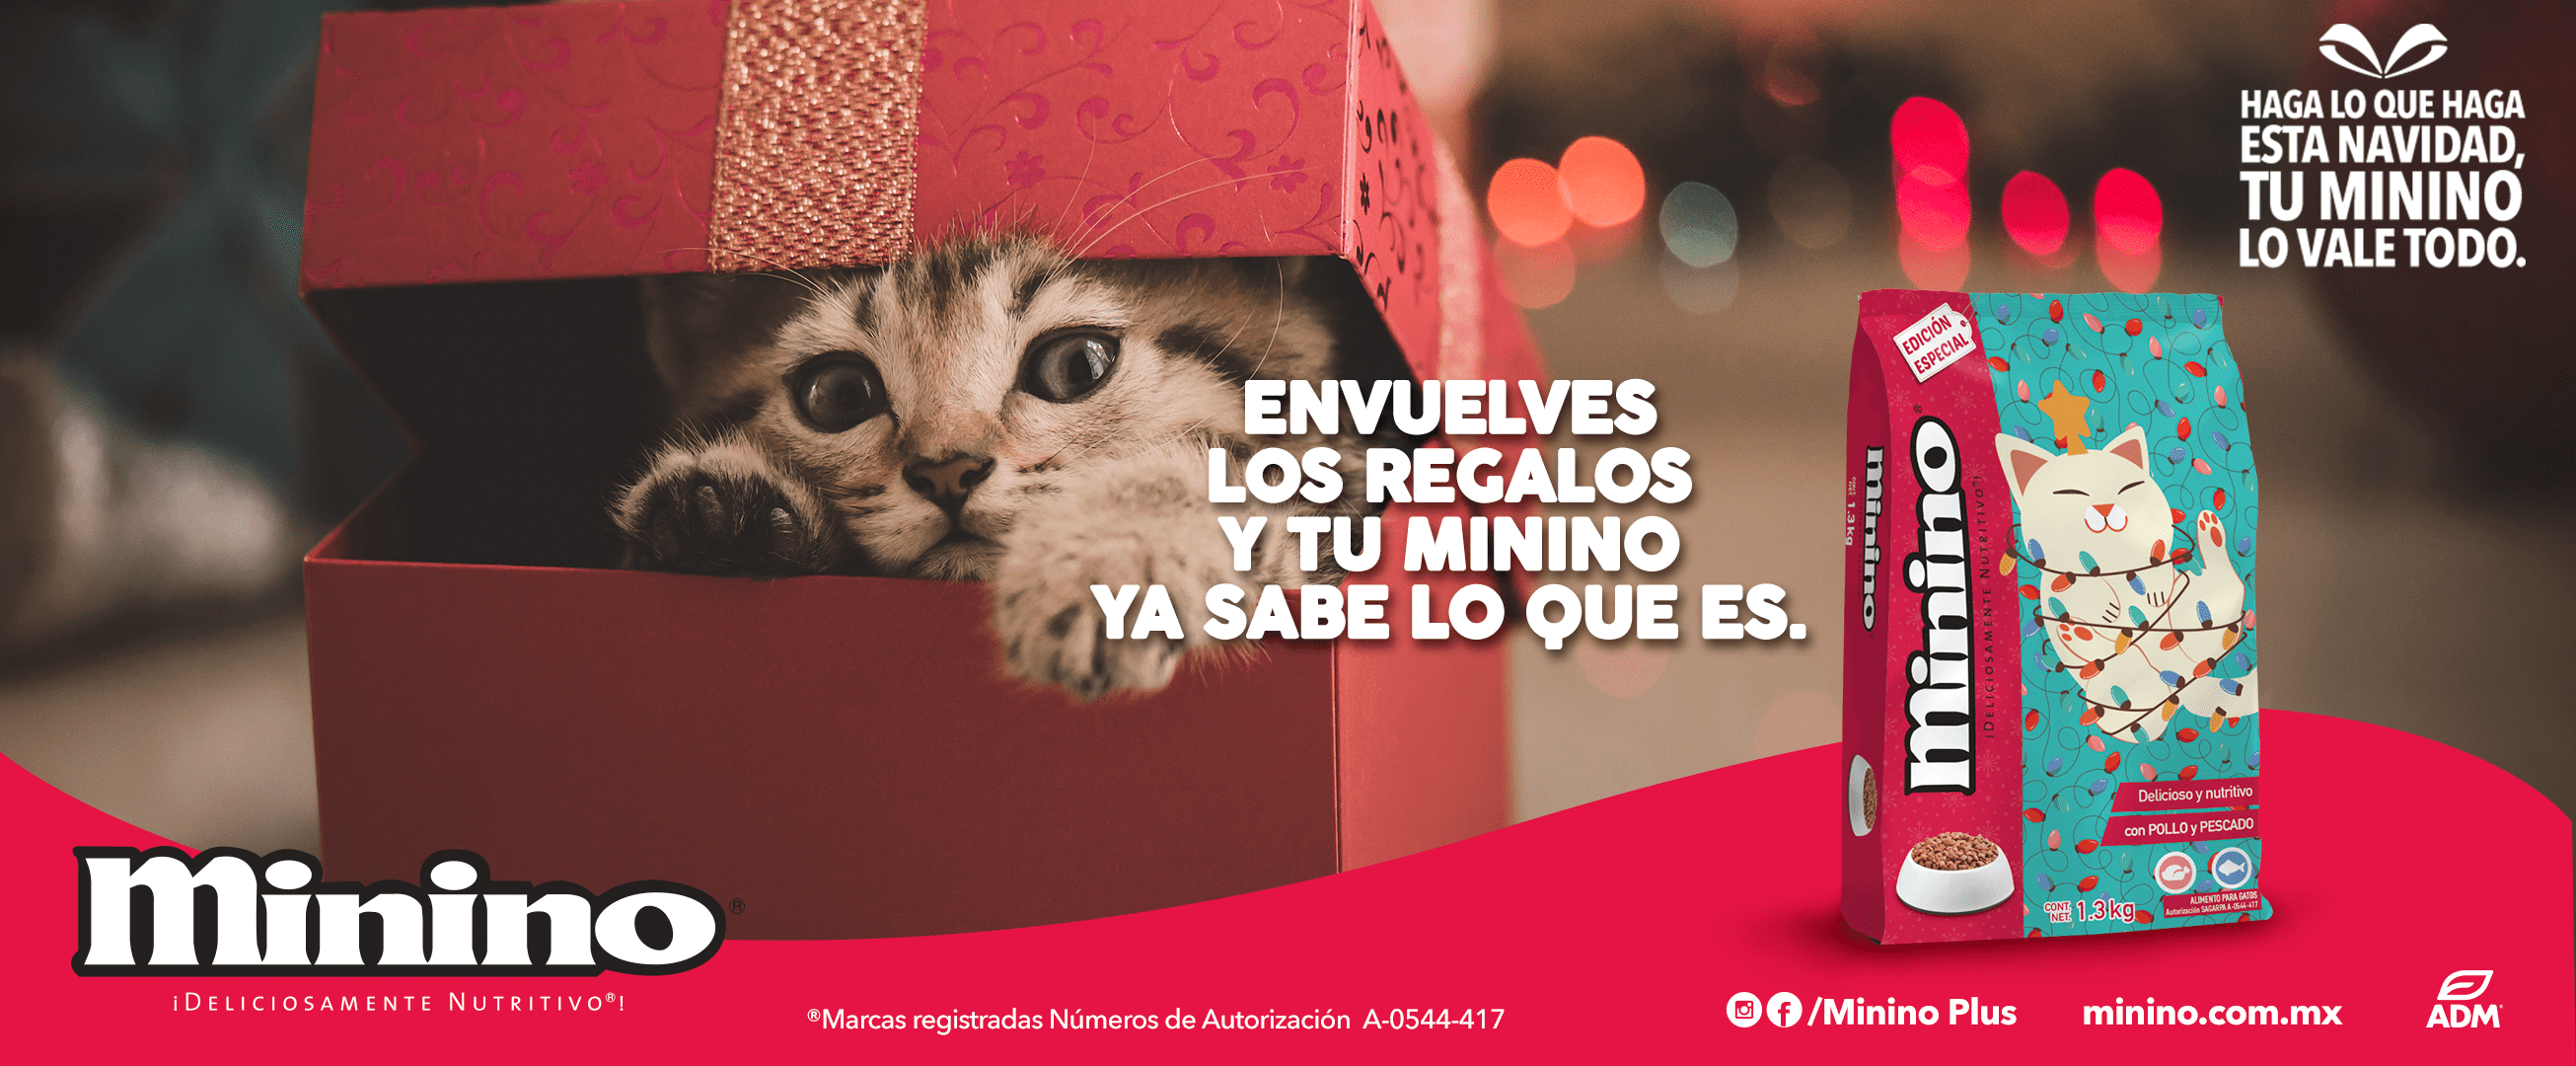 HAGA LO QUE HAGA
ESTA NAVIDAD,
TU MININO
LO VALE TODO.
ENVUELVES
LOS REGALOS
Y TU MININO
YA SABE LO QUE ES.
EDICIÓN
ESPECIAL
minino®
¡DELICIOSAMENTE NUTRITIVO®!
minino
CONT. NET. 1.3 kg
Delicioso y nutritivo
con POLLO y PESCADO
CONT.
NET. 1.3 kg
ALIMENTO PARA GATOS
Autorización SAGARPA A-0544-417
minino®
¡DELICIOSAMENTE NUTRITIVO®!
®Marcas registradas Números de Autorización A-0544-417
/Minino Plus
minino.com.mx
ADM